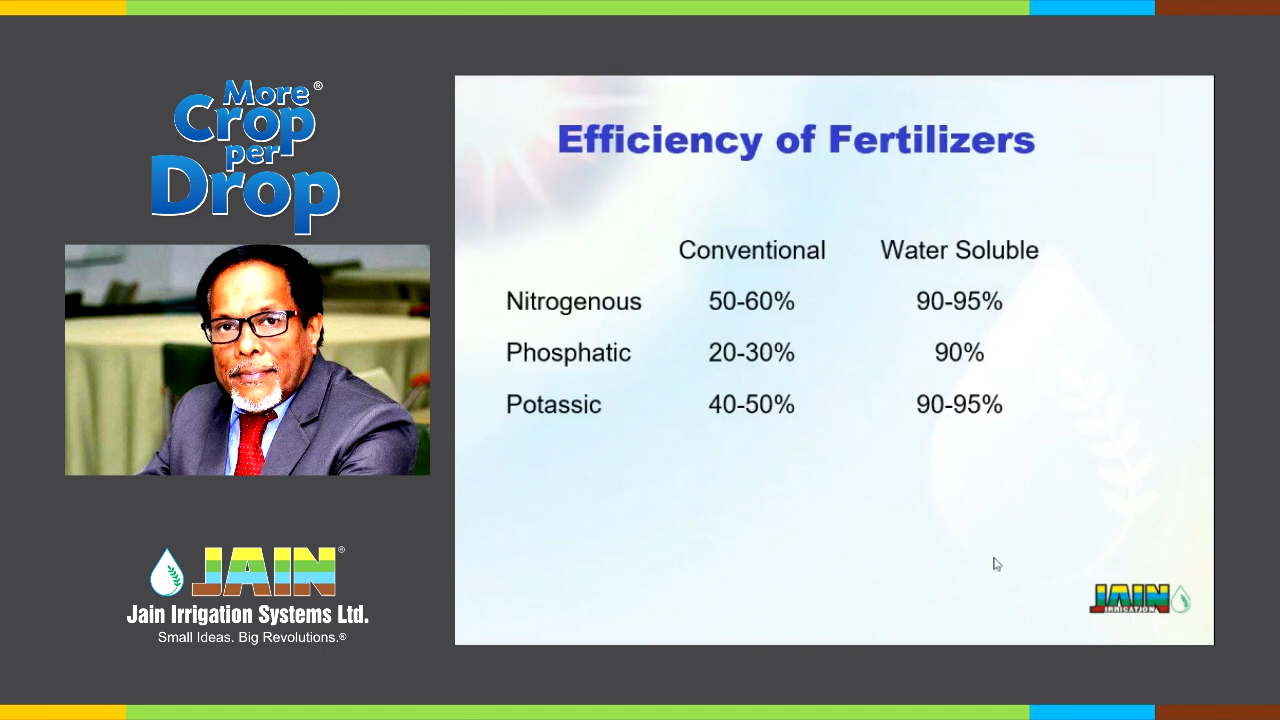 More®
Crop
per
Drop
JAIN®
Jain Irrigation Systems Ltd.
Small Ideas. Big Revolutions.®
Efficiency of Fertilizers
Conventional Water Soluble
Nitrogenous 50-60% 90-95%
Phosphatic 20-30% 90%
Potassic 40-50% 90-95%
JAIN
IRRIGATION